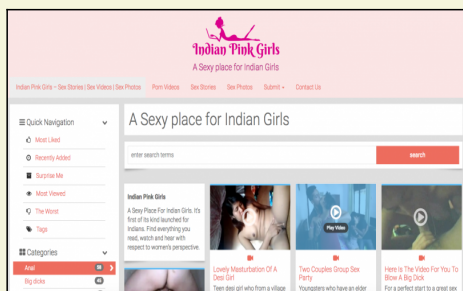 Indian Pink Girls
A Sexy place for Indian Girls
Indian Pink Girls – Sex Stories | Sex Videos | Sex Photos
Porn Videos
Sex Stories
Sex Photos
Submit
Contact Us
Quick Navigation
Most Liked
Recently Added
Surprise Me
Most Viewed
The Worst
Tags
Categories
Anal
Big dicks
A Sexy place for Indian Girls
enter search terms
search
Indian Pink Girls
A Sexy Place For Indian Girls. It's
first of its kind launched for
Indians. Find everything you
read, watch and hear with
respect to women's perspective.
Lovely Masturbation Of A
Desi Girl
Teen desi girl who from a village
Play Video
Two Couples Group Sex
Party
Youngsters who have an elder
Here Is The Video For You To
Blow A Big Dick
For a perfect start to a great sex